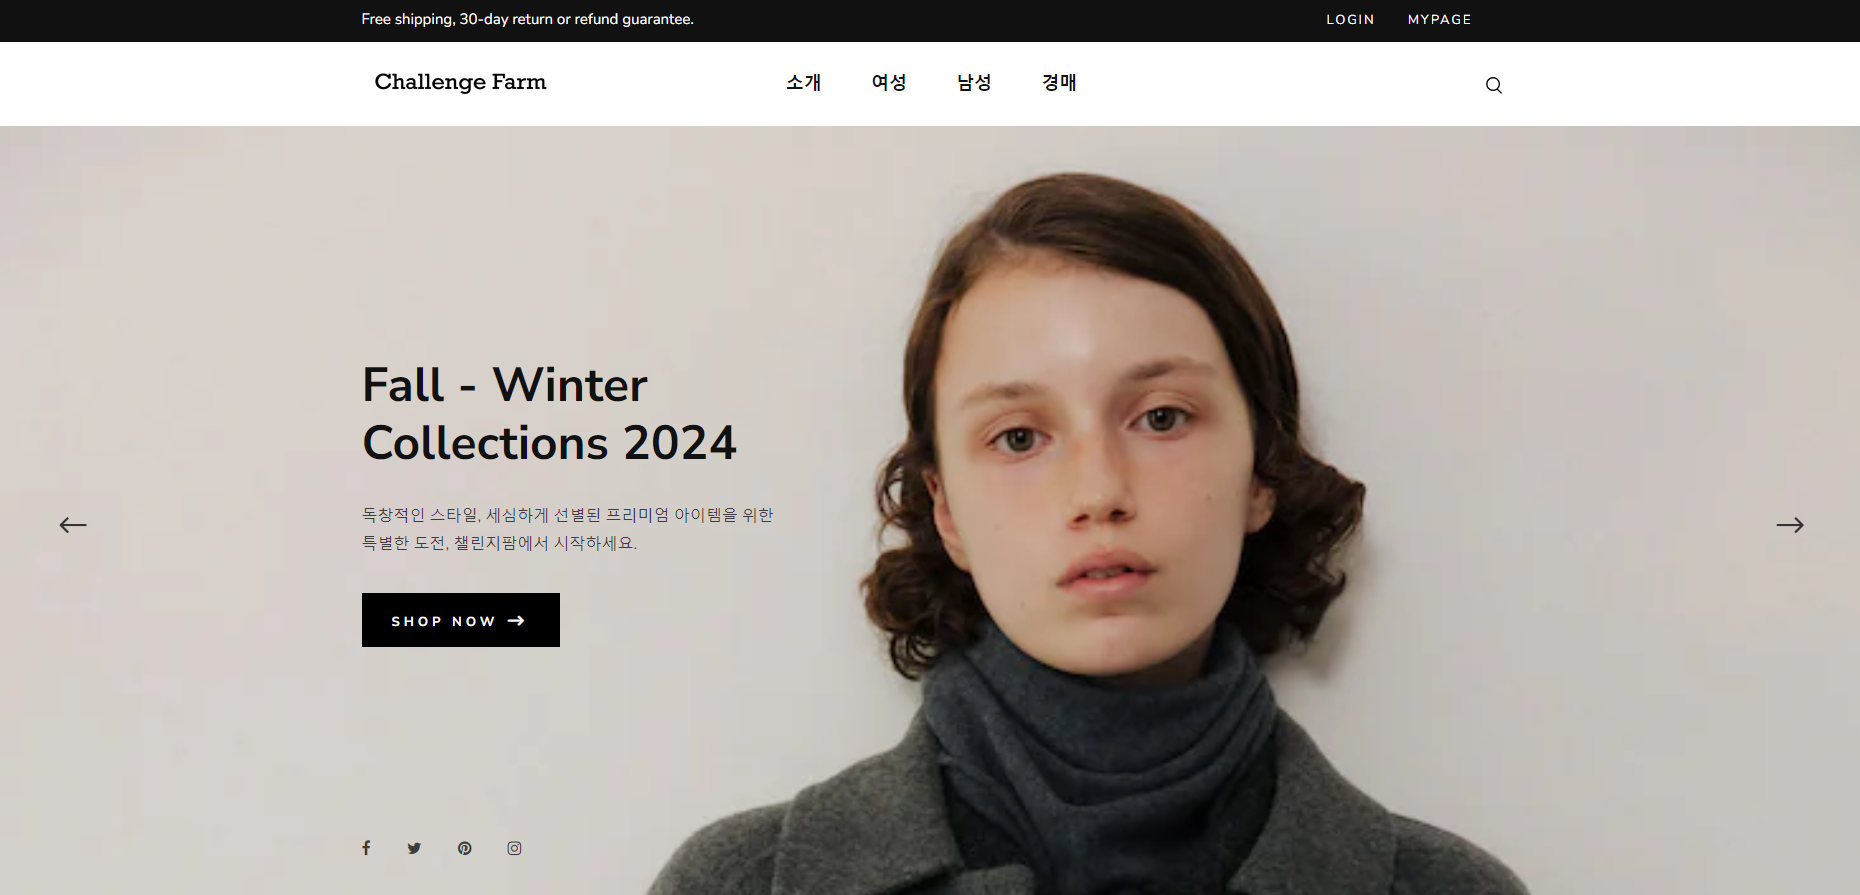 Free shipping, 30-day return or refund guarantee.
LOGIN MYPAGE
Challenge Farm
소개 여성 남성 경매
Fall - Winter
Collections 2024
독창적인 스타일, 세심하게 선별된 프리미엄 아이템을 위한
특별한 도전, 챌린지팜에서 시작하세요.
SHOP NOW